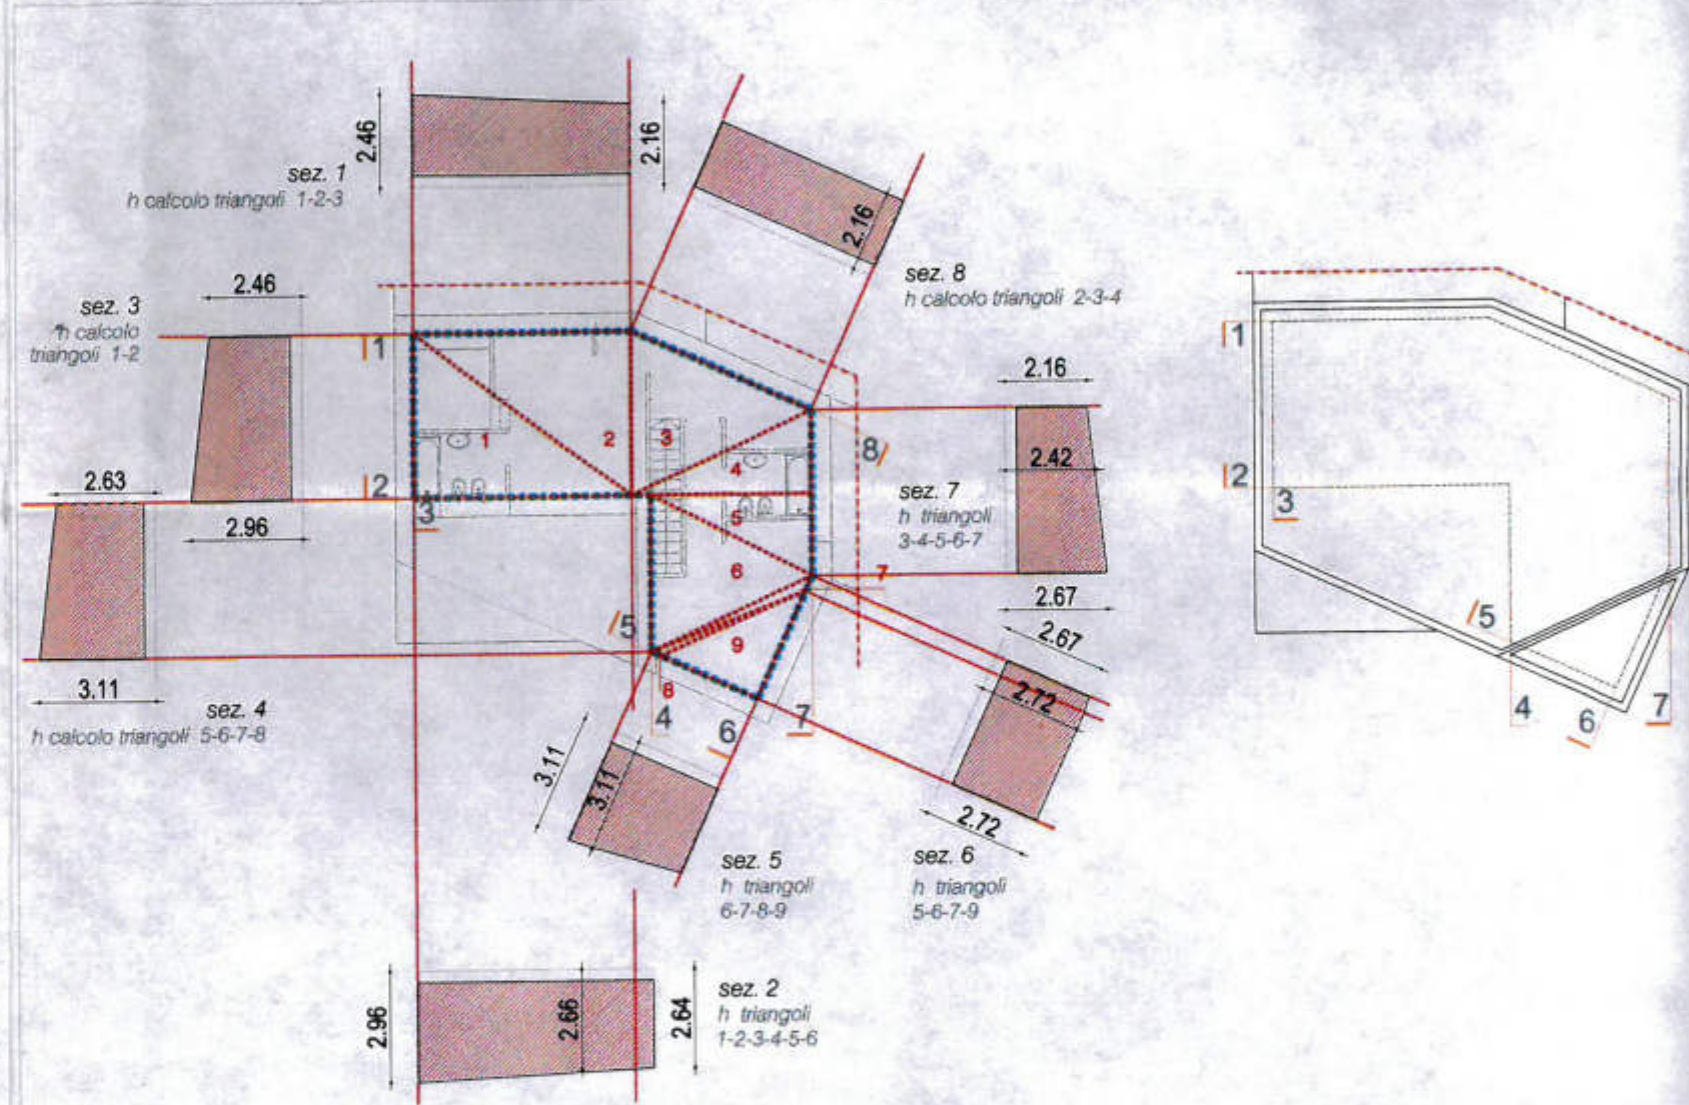 2.46
2.16
sez. 1
h calcolo triangoli 1-2-3
2.16
sez. 8
h calcolo triangoli 2-3-4
sez. 3
h calcolo
triangoli 1-2
2.46
2.96
1
2
3
1
2
3
4
5
6
9
8
8/
7
/5
4
6
7
2.16
2.42
2.67
sez. 7
h triangoli
3-4-5-6-7
2.63
3.11
sez. 4
h calcolo triangoli 5-6-7-8
3.11
3.11
sez. 5
h triangoli
6-7-8-9
2.67
2.72
2.72
sez. 6
h triangoli
5-6-7-9
2.96
2.66
2.64
sez. 2
h triangoli
1-2-3-4-5-6
1
2
3
/5
4
6
7